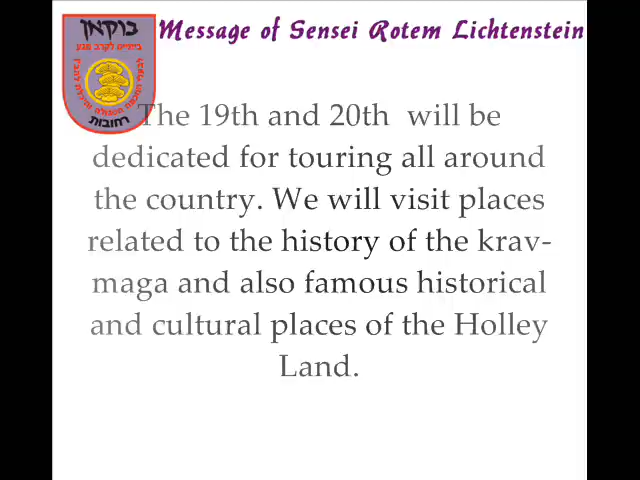 בוקאן
Message of Sensei Rotem Lichtenstein
רחובות
The 19th and 20th will be
dedicated for touring all around
the country. We will visit places
related to the history of the krav-
maga and also famous historical
and cultural places of the Holley
Land.